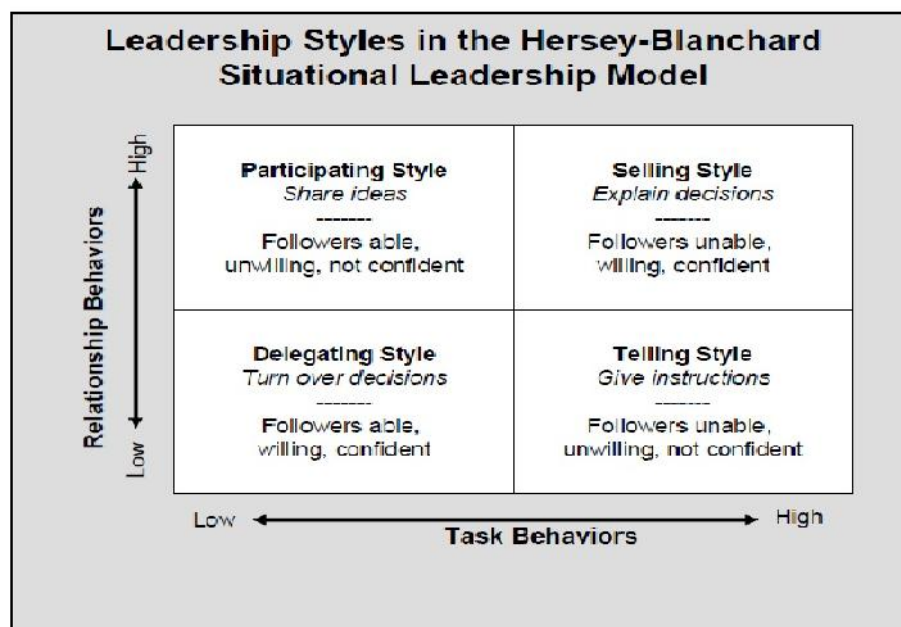 Leadership Styles in the Hersey-Blanchard
Situational Leadership Model
Relationship Behaviors
High
Low
Participating Style
Share ideas
-------
Followers able,
unwilling, not confident
Selling Style
Explain decisions
-------
Followers unable,
willing, confident
Delegating Style
Turn over decisions
-------
Followers able,
willing, confident
Telling Style
Give instructions
-------
Followers unable,
unwilling, not confident
Low
High
Task Behaviors